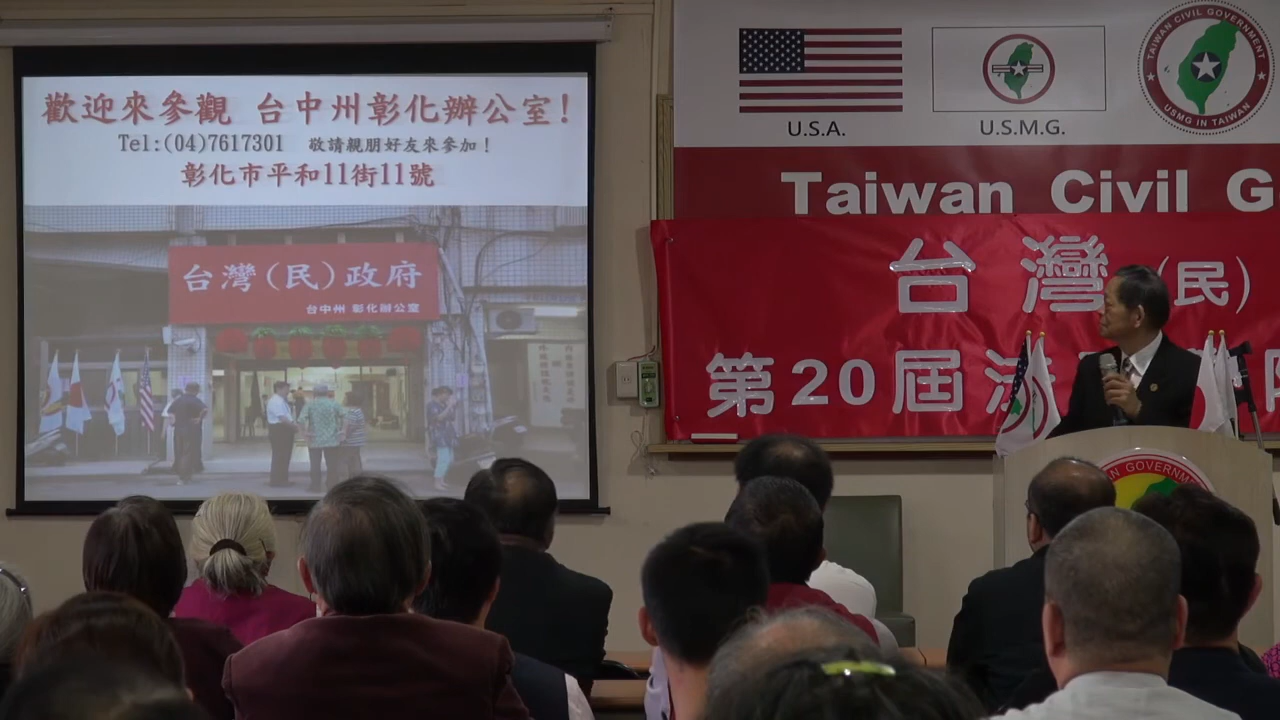 歡迎來參觀 台中州彰化辦公室!
Tel:(04)7617301 敬請親朋好友來參加!
彰化市平和11街11號
台灣(民)政府
台中州 彰化辦公室
U.S.A.
U.S.M.G.
TAIWAN CIVIL GOVERNMENT
USMG IN TAIWAN
Taiwan Civil G
台灣(民)
第20屆法
GOVERNMENT